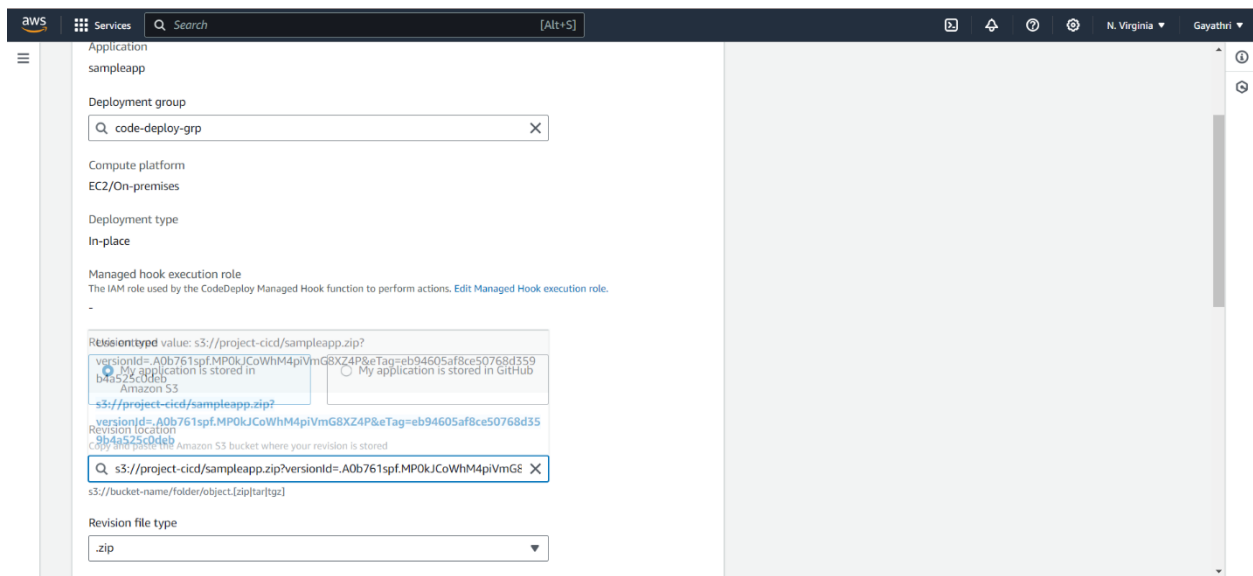 aws
Services
Search
[Alt+S]
N. Virginia
Gayathri
Application
sampleapp
Deployment group
code-deploy-grp
Compute platform
EC2/On-premises
Deployment type
In-place
Managed hook execution role
The IAM role used by the CodeDeploy Managed Hook function to perform actions. Edit Managed Hook execution role.
-
Revision type
Use entered value: s3://project-cicd/sampleapp.zip?
versionId=.A0b761spf.MP0kJCoWhM4piVmG8XZ4P&eTag=eb94605af8ce50768d359
b4a525c0deb
My application is stored in
Amazon S3
My application is stored in GitHub
s3://project-cicd/sampleapp.zip?
versionId=.A0b761spf.MP0kJCoWhM4piVmG8XZ4P&eTag=eb94605af8ce50768d35
9b4a525c0deb
Revision location
Copy and paste the Amazon S3 bucket where your revision is stored
s3://project-cicd/sampleapp.zip?versionId=.A0b761spf.MP0kJCoWhM4piVmG8
s3://bucket-name/folder/object.[zip|tar|tgz]
Revision file type
.zip